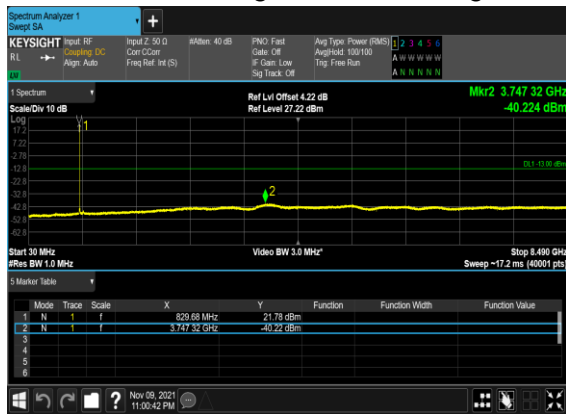 Spectrum Analyzer 1
Swept SA
+
KEYSIGHT Input: RF Input Z: 50 Ω #Atten: 40 dB PNO: Fast Avg Type: Power (RMS) 1 2 3 4 5 6
RL Coupling: DC Corr CCorr Gate: Off Avg|Hold: 100/100 A W W W W W
Align: Auto Freq Ref: Int (S) IF Gain: Low Trig: Free Run
Sig Track: Off A N N N N N
1 Spectrum Ref Lvl Offset 4.22 dB Mkr2 3.747 32 GHz
Scale/Div 10 dB Ref Level 27.22 dBm -40.224 dBm
Log
17.2
7.22
-2.78
-12.8
-22.8
-32.8
-42.8
-52.8
-62.8
1
DL1 -13.00 dBm
2
Start 30 MHz Video BW 3.0 MHz* Stop 8.490 GHz
#Res BW 1.0 MHz Sweep ~17.2 ms (40001 pts)
5 Marker Table
Mode Trace Scale X Y Function Function Width Function Value
1 N 1 f 829.68 MHz 21.78 dBm
2 N 1 f 3.747 32 GHz -40.22 dBm
3
4
5
6
? Nov 09, 2021
11:00:42 PM